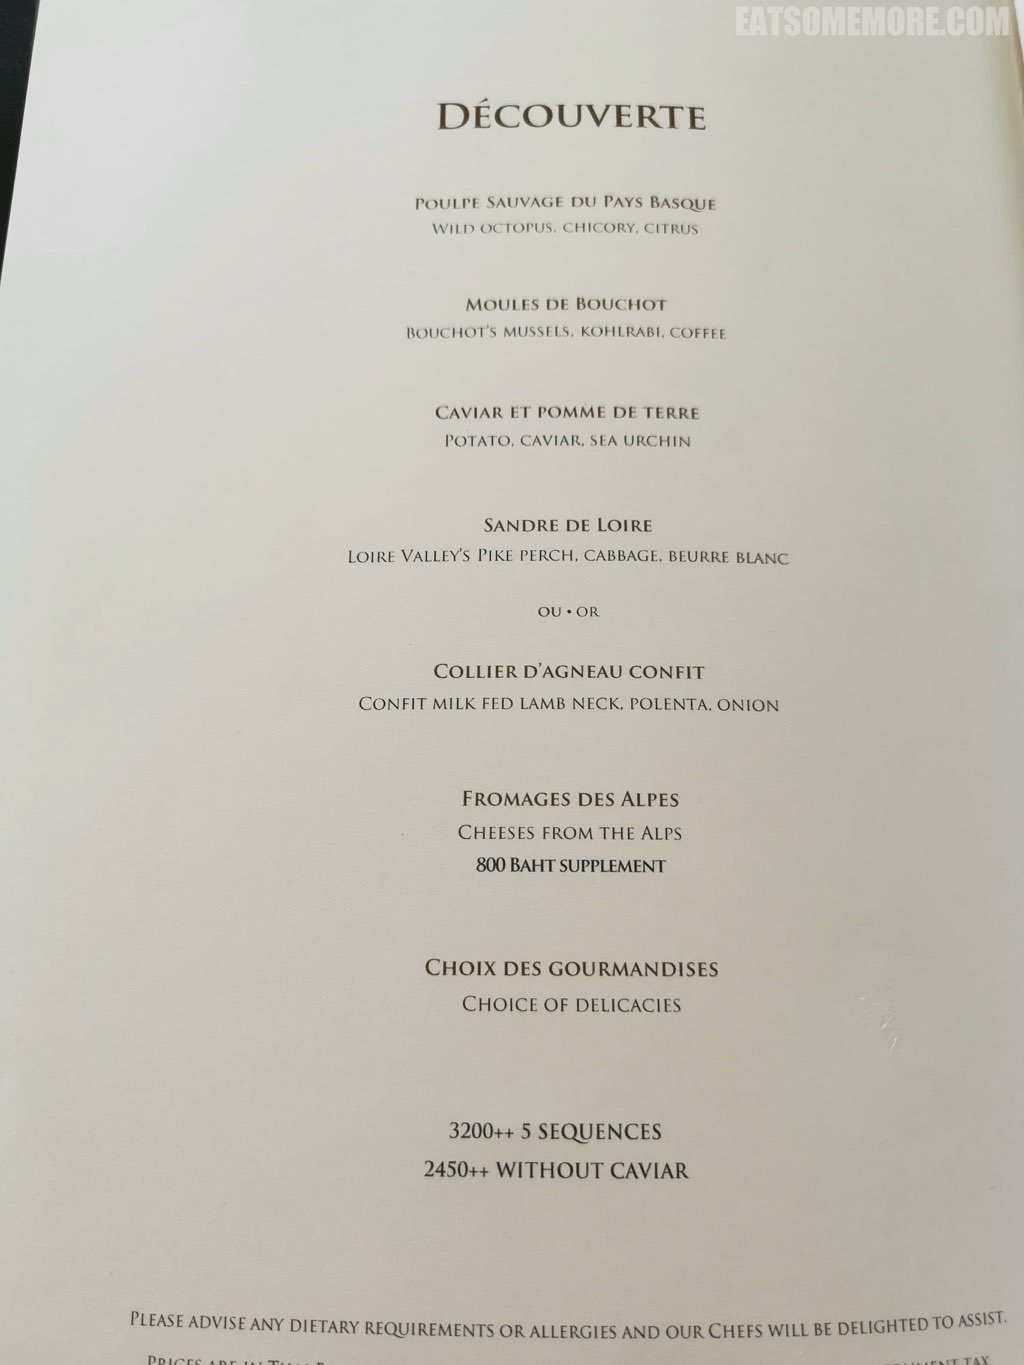 EATSOMEMORE.COM
DÉCOUVERTE
POULPE SAUVAGE DU PAYS BASQUE
WILD OCTOPUS, CHICORY, CITRUS
MOULES DE BOUCHOT
BOUCHOT'S MUSSELS, KOHLRABI, COFFEE
CAVIAR ET POMME DE TERRE
POTATO, CAVIAR, SEA URCHIN
SANDRE DE LOIRE
LOIRE VALLEY'S PIKE PERCH, CABBAGE, BEURRE BLANC
OU • OR
COLLIER D'AGNEAU CONFIT
CONFIT MILK FED LAMB NECK, POLENTA, ONION
FROMAGES DES ALPES
CHEESES FROM THE ALPS
800 BAHT SUPPLEMENT
CHOIX DES GOURMANDISES
CHOICE OF DELICACIES
3200++ 5 SEQUENCES
2450++ WITHOUT CAVIAR
PLEASE ADVISE ANY DIETARY REQUIREMENTS OR ALLERGIES AND OUR CHEFS WILL BE DELIGHTED TO ASSIST.
PRICES ARE IN THAI TAX